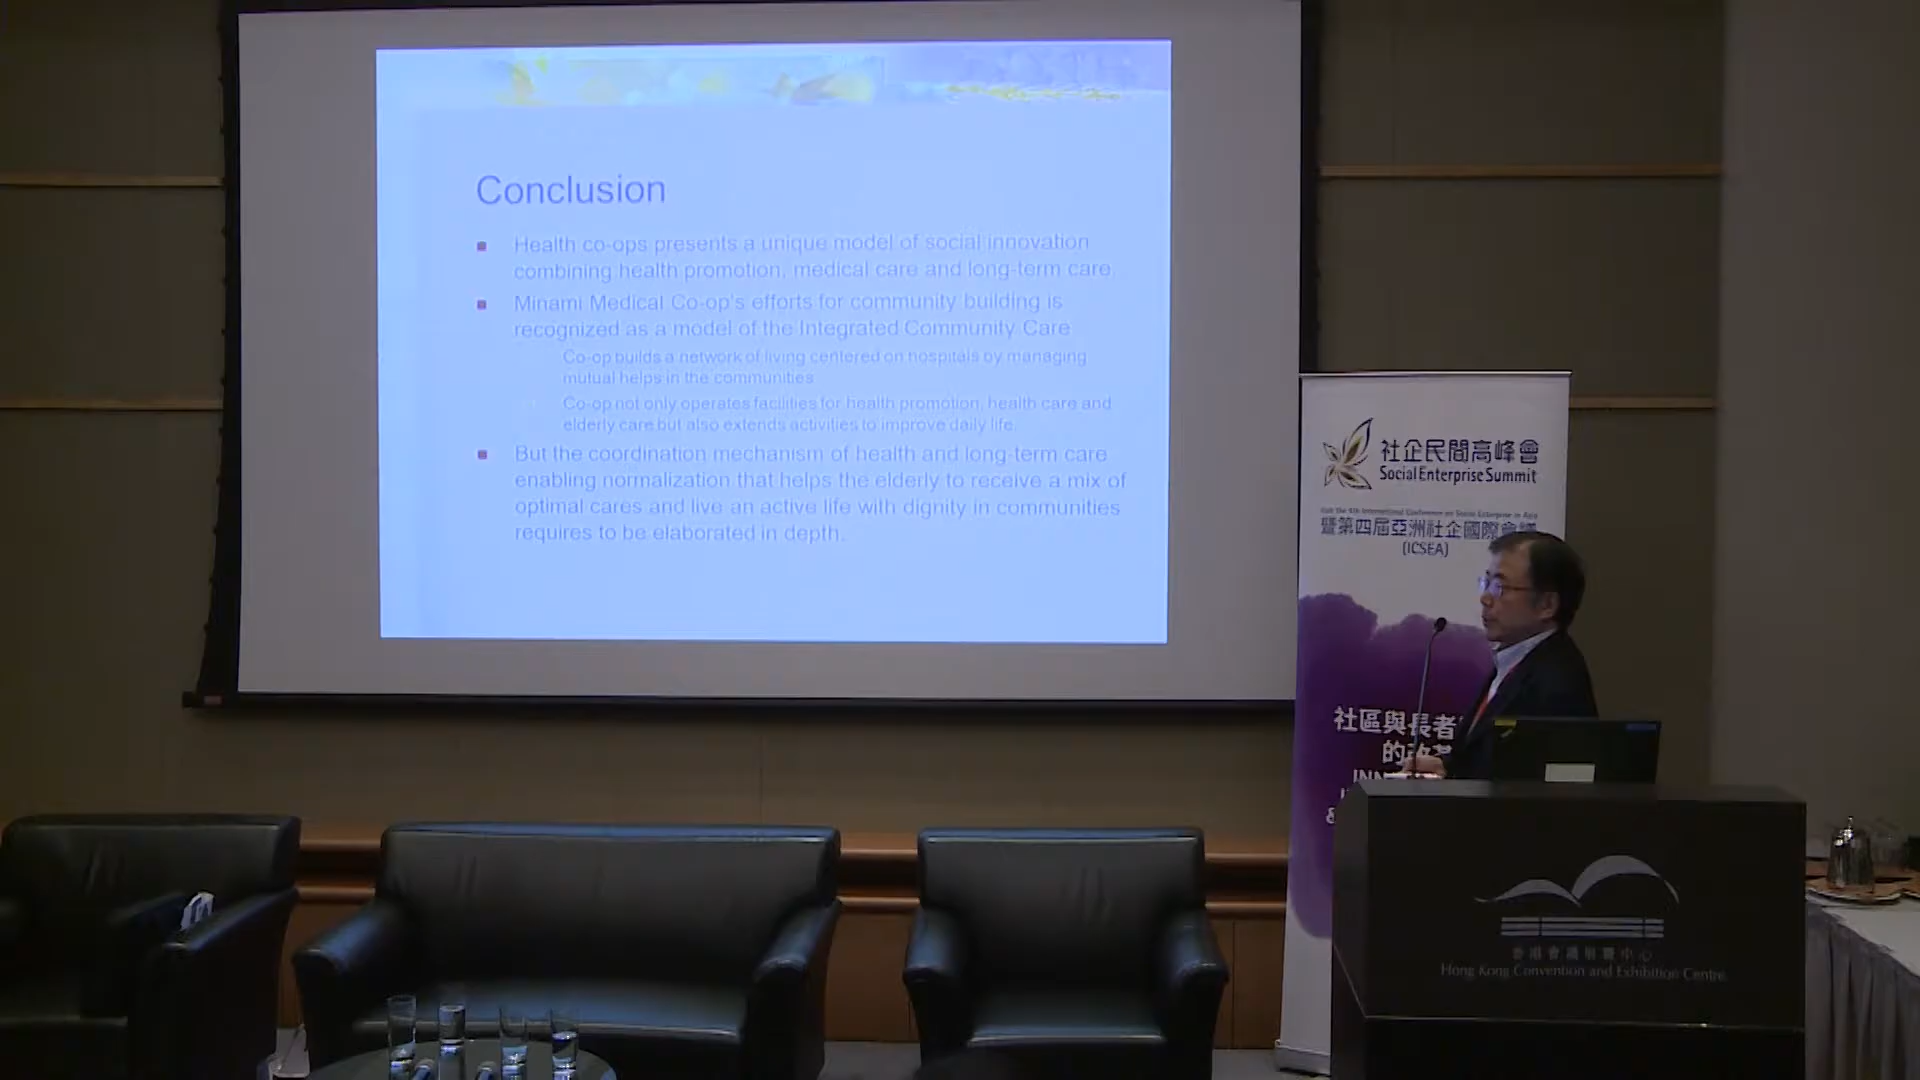 Conclusion
Health co-ops presents a unique model of social innovation
combining health promotion, medical care and long-term care.
Minami Medical Co-op's efforts for community building is
recognized as a model of the Integrated Community Care
Co-op builds a network of living centered on hospitals by managing
mutual helps in the communities
Co-op not only operates facilities for health promotion, health care and
elderly care but also extends activities to improve daily life.
But the coordination mechanism of health and long-term care
enabling normalization that helps the elderly to receive a mix of
optimal cares and live an active life with dignity in communities
requires to be elaborated in depth.
社企民間高峰會
Social Enterprise Summit
暨第四屆亞洲社企國際會議
(ICSEA)
社區與長者
的改
INN
&
香港會議展覽中心
Hong Kong Convention and Exhibition Centre